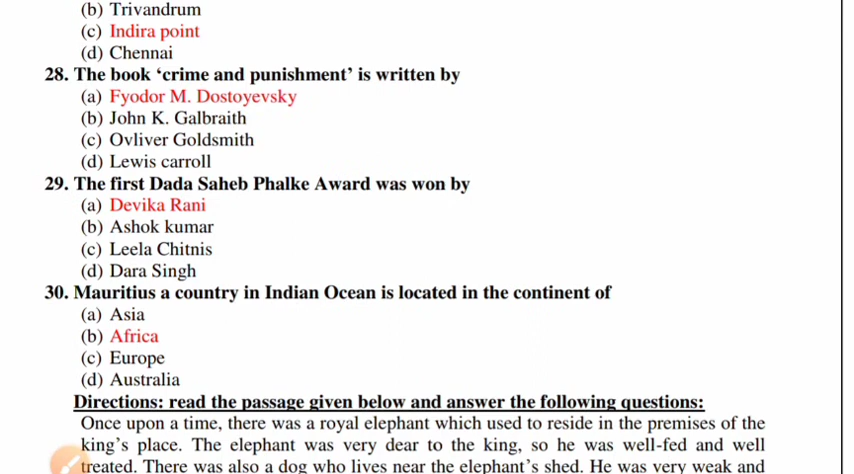 (b) Trivandrum
(c) Indira point
(d) Chennai
28. The book ‘crime and punishment’ is written by
(a) Fyodor M. Dostoyevsky
(b) John K. Galbraith
(c) Ovliver Goldsmith
(d) Lewis carroll
29. The first Dada Saheb Phalke Award was won by
(a) Devika Rani
(b) Ashok kumar
(c) Leela Chitnis
(d) Dara Singh
30. Mauritius a country in Indian Ocean is located in the continent of
(a) Asia
(b) Africa
(c) Europe
(d) Australia
Directions: read the passage given below and answer the following questions:
Once upon a time, there was a royal elephant which used to reside in the premises of the
king’s place. The elephant was very dear to the king, so he was well-fed and well
treated. There was also a dog who lives near the elephant’s shed. He was very weak and